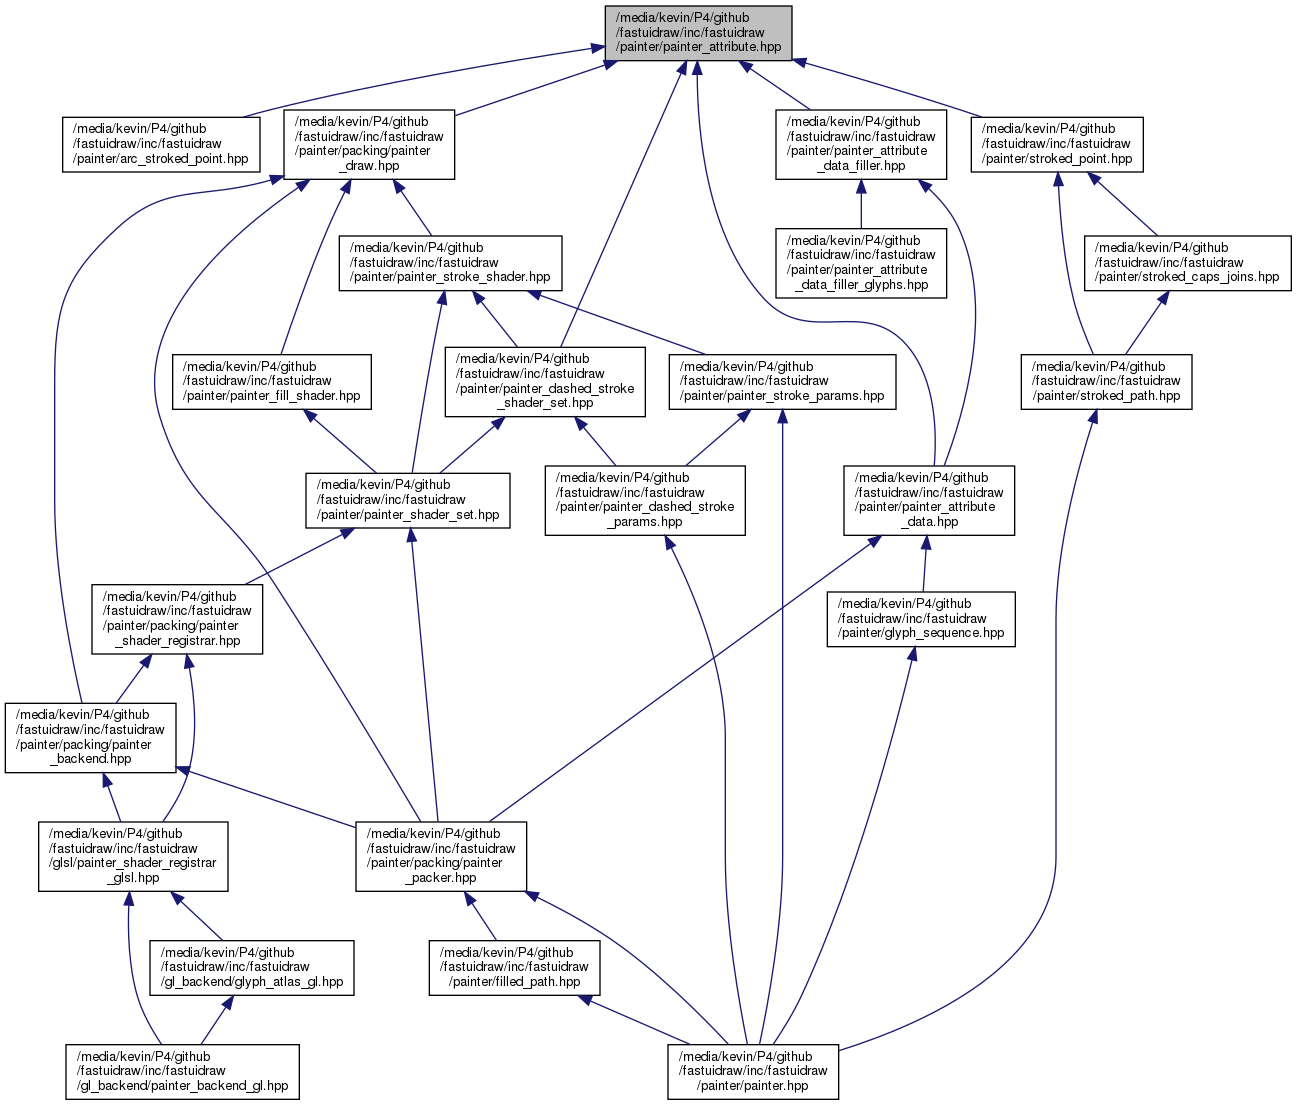 /media/kevin/P4/github
/fastuidraw/inc/fastuidraw
/painter/painter_attribute.hpp
/media/kevin/P4/github
/fastuidraw/inc/fastuidraw
/painter/arc_stroked_point.hpp
/media/kevin/P4/github
/fastuidraw/inc/fastuidraw
/painter/packing/painter
_draw.hpp
/media/kevin/P4/github
/fastuidraw/inc/fastuidraw
/painter/painter_attribute
_data_filler.hpp
/media/kevin/P4/github
/fastuidraw/inc/fastuidraw
/painter/stroked_point.hpp
/media/kevin/P4/github
/fastuidraw/inc/fastuidraw
/painter/painter_stroke_shader.hpp
/media/kevin/P4/github
/fastuidraw/inc/fastuidraw
/painter/painter_attribute
_data_filler_glyphs.hpp
/media/kevin/P4/github
/fastuidraw/inc/fastuidraw
/painter/stroked_caps_joins.hpp
/media/kevin/P4/github
/fastuidraw/inc/fastuidraw
/painter/painter_fill_shader.hpp
/media/kevin/P4/github
/fastuidraw/inc/fastuidraw
/painter/painter_dashed_stroke
_shader_set.hpp
/media/kevin/P4/github
/fastuidraw/inc/fastuidraw
/painter/painter_stroke_params.hpp
/media/kevin/P4/github
/fastuidraw/inc/fastuidraw
/painter/stroked_path.hpp
/media/kevin/P4/github
/fastuidraw/inc/fastuidraw
/painter/painter_shader_set.hpp
/media/kevin/P4/github
/fastuidraw/inc/fastuidraw
/painter/painter_dashed_stroke
_params.hpp
/media/kevin/P4/github
/fastuidraw/inc/fastuidraw
/painter/painter_attribute
_data.hpp
/media/kevin/P4/github
/fastuidraw/inc/fastuidraw
/painter/packing/painter
_shader_registrar.hpp
/media/kevin/P4/github
/fastuidraw/inc/fastuidraw
/painter/glyph_sequence.hpp
/media/kevin/P4/github
/fastuidraw/inc/fastuidraw
/painter/packing/painter
_backend.hpp
/media/kevin/P4/github
/fastuidraw/inc/fastuidraw
/glsl/painter_shader_registrar
_glsl.hpp
/media/kevin/P4/github
/fastuidraw/inc/fastuidraw
/painter/packing/painter
_packer.hpp
/media/kevin/P4/github
/fastuidraw/inc/fastuidraw
/gl_backend/glyph_atlas_gl.hpp
/media/kevin/P4/github
/fastuidraw/inc/fastuidraw
/painter/filled_path.hpp
/media/kevin/P4/github
/fastuidraw/inc/fastuidraw
/gl_backend/painter_backend_gl.hpp
/media/kevin/P4/github
/fastuidraw/inc/fastuidraw
/painter/painter.hpp